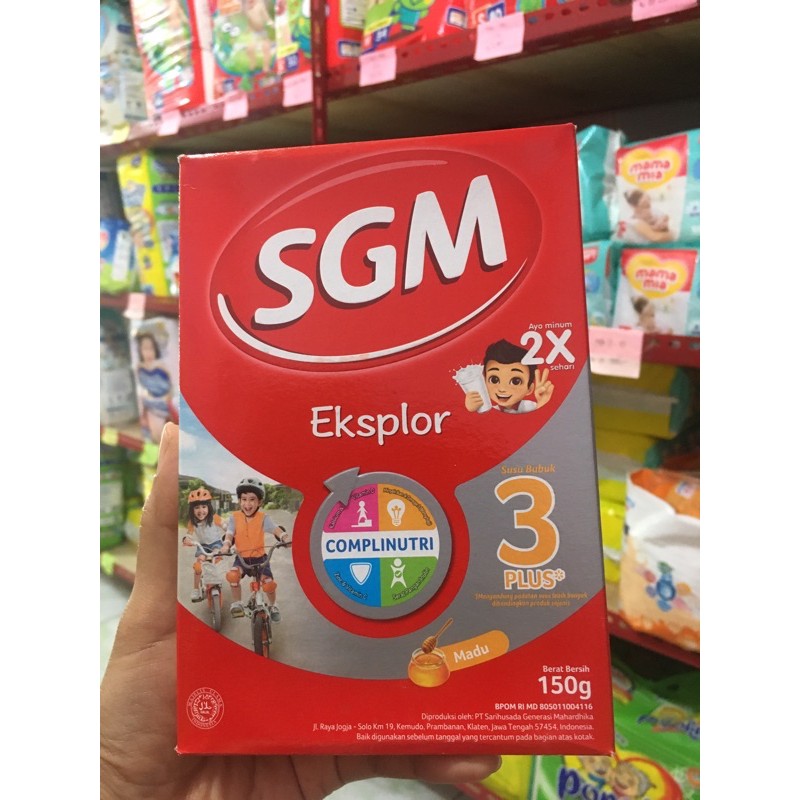 SGM
Ayo minum
2X
sehari
Eksplor
COMPLINUTRI
Susu Bubuk
3
PLUS*
Madu
Berat Bersih
150g
BPOM RI MD 805011004116
Diproduksi oleh: PT Sarihusada Generasi Mahardhika
Jl. Raya Jogja - Solo Km 19, Kemudo, Prambanan, Klaten, Jawa Tengah 57454, Indonesia.
Baik digunakan sebelum tanggal yang tercantum pada bagian atas kotak.
mama
mia
mama
mia